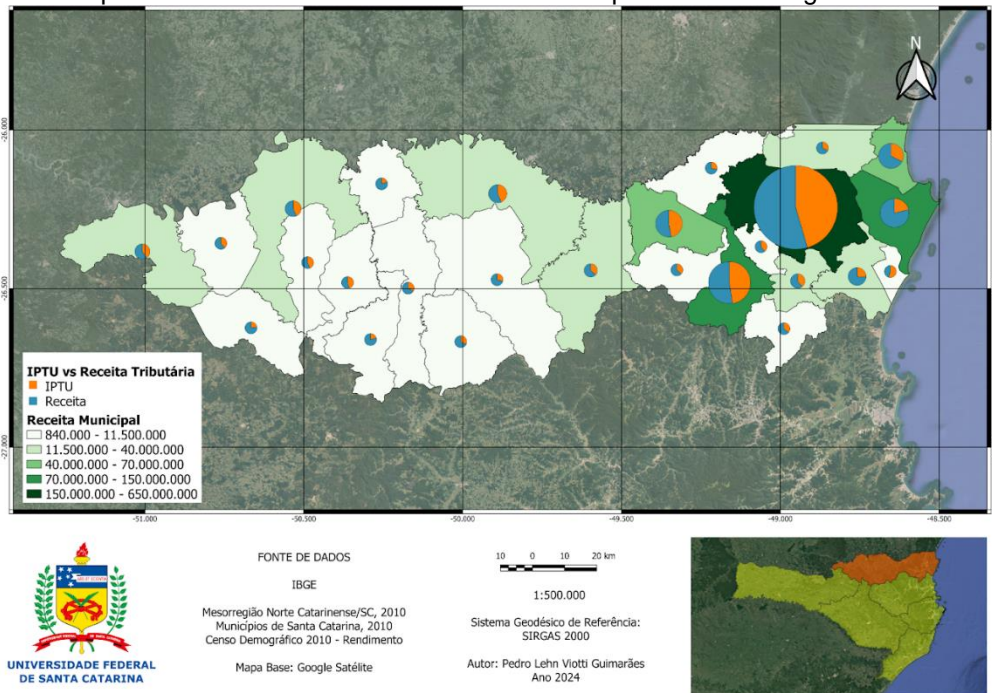 N
-26.000
-26.500
-27.000
IPTU vs Receita Tributária
IPTU
Receita
Receita Municipal
840.000 - 11.500.000
11.500.000 - 40.000.000
40.000.000 - 70.000.000
70.000.000 - 150.000.000
150.000.000 - 650.000.000
-51.000
-50.500
-50.000
-49.500
-49.000
-48.500
FONTE DE DADOS
IBGE
Mesorregião Norte Catarinense/SC, 2010
Municípios de Santa Catarina, 2010
Censo Demográfico 2010 - Rendimento
Mapa Base: Google Satélite
10 0 10 20 km
1:500.000
Sistema Geodésico de Referência:
SIRGAS 2000
Autor: Pedro Lehn Viotti Guimarães
Ano 2024
UNIVERSIDADE FEDERAL
DE SANTA CATARINA